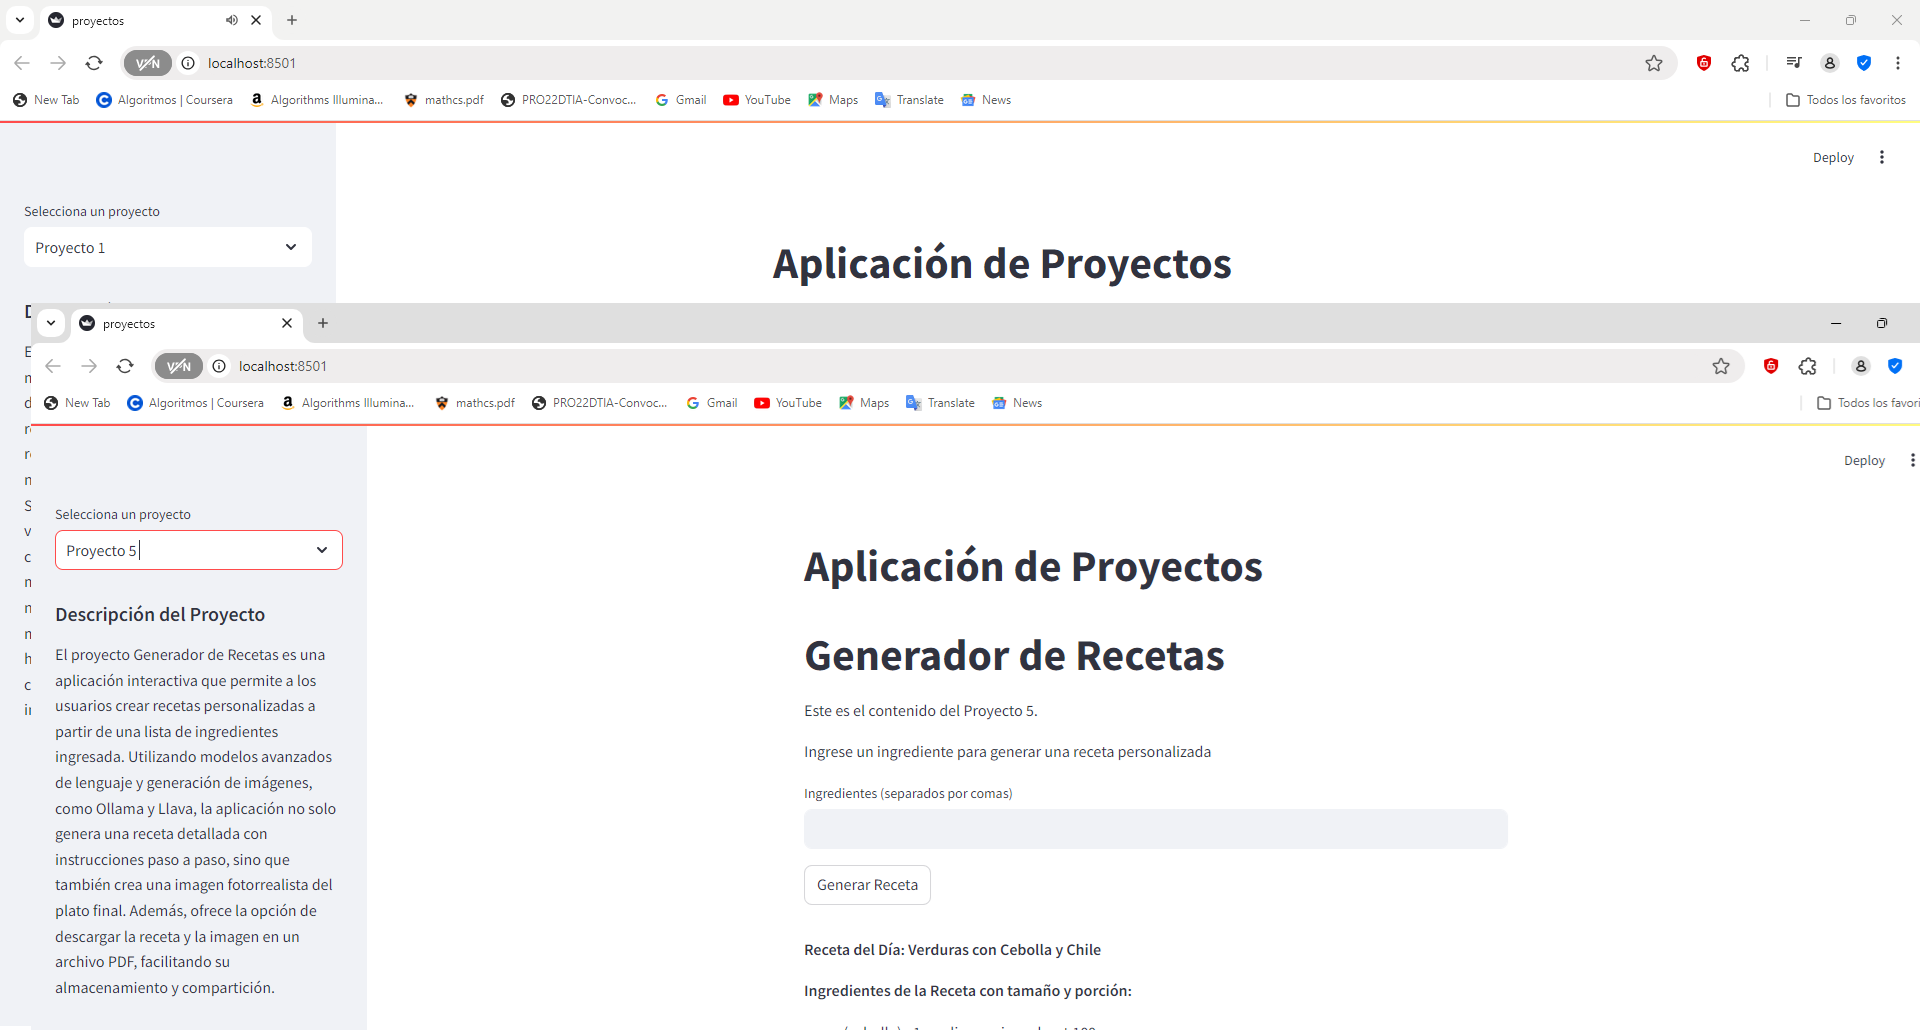 proyectos
localhost:8501
New Tab
Algoritmos | Coursera
Algorithms Illumina...
mathcs.pdf
PRO22DTIA-Convoc...
Gmail
YouTube
Maps
Translate
News
Todos los favoritos
Deploy
Selecciona un proyecto
Proyecto 1
Aplicación de Proyectos
proyectos
VPN
localhost:8501
New Tab
Algoritmos | Coursera
Algorithms Illumina...
mathcs.pdf
PRO22DTIA-Convoc...
Gmail
YouTube
Maps
Translate
News
Todos los favori
Deploy
Selecciona un proyecto
Proyecto 5
Descripción del Proyecto
El proyecto Generador de Recetas es una
aplicación interactiva que permite a los
usuarios crear recetas personalizadas a
partir de una lista de ingredientes
ingresada. Utilizando modelos avanzados
de lenguaje y generación de imágenes,
como Ollama y Llava, la aplicación no solo
genera una receta detallada con
instrucciones paso a paso, sino que
también crea una imagen fotorrealista del
plato final. Además, ofrece la opción de
descargar la receta y la imagen en un
archivo PDF, facilitando su
almacenamiento y compartición.
Aplicación de Proyectos
Generador de Recetas
Este es el contenido del Proyecto 5.
Ingrese un ingrediente para generar una receta personalizada
Ingredientes (separados por comas)
Generar Receta
Receta del Día: Verduras con Cebolla y Chile
Ingredientes de la Receta con tamaño y porción: